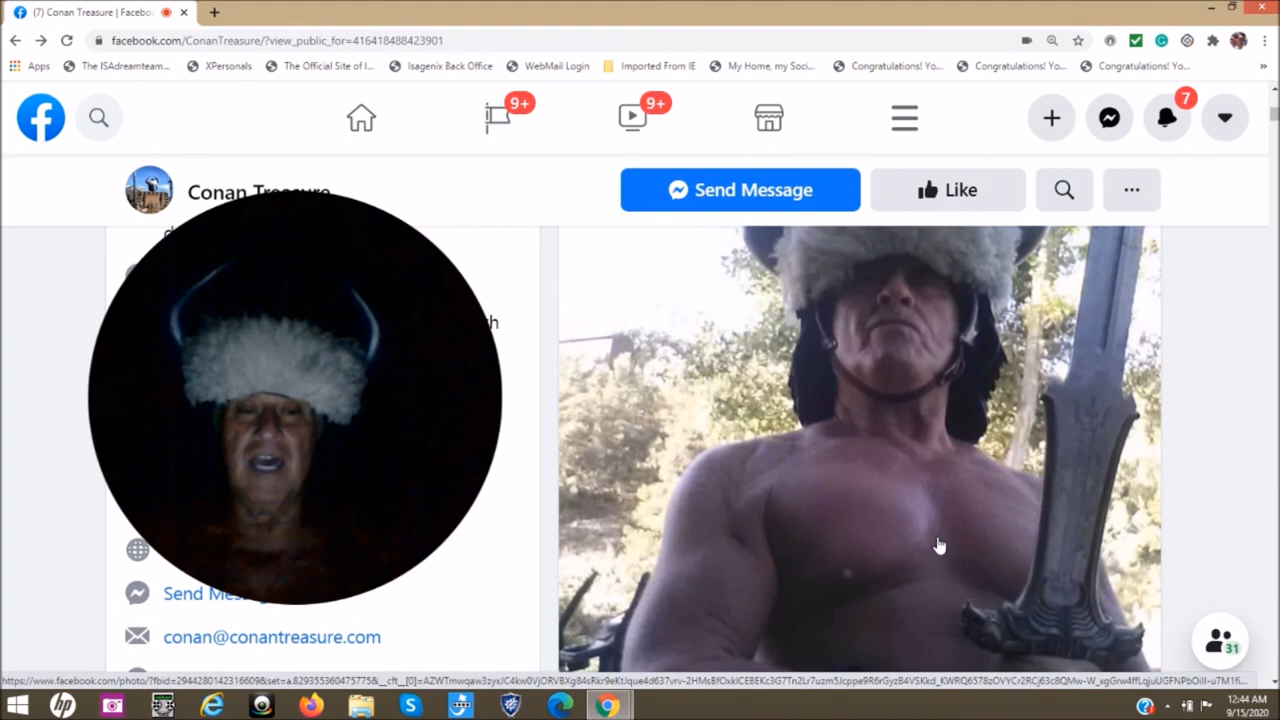 (7) Conan Treasure | Facebo
facebook.com/ConanTreasure/?view_public_for=416418488423901
Apps
The ISAdreamteam...
XPersonals
The Official Site of I...
Isagenix Back Office
WebMail Login
Imported From IE
My Home, my Soci...
Congratulations! Yo...
Congratulations! Yo...
Congratulations! Yo...
»
9+
9+
7
Conan Treasure
Send Message
Like
h
Send Mes
conan@conantreasure.com
31
12:44 AM
9/15/2020